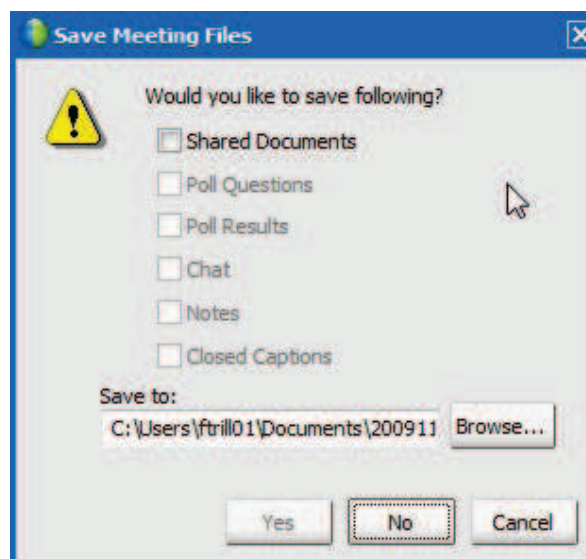 Save Meeting Files
Would you like to save following?
Shared Documents
Poll Questions
Poll Results
Chat
Notes
Closed Captions
Save to:
C:\Users\ftrill01\Documents\200911 Browse...
Yes No Cancel